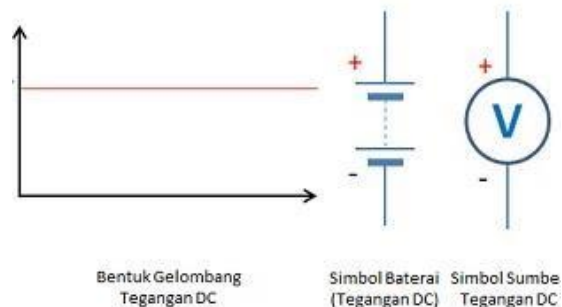 +
-
+
V
-
Bentuk Gelombang
Tegangan DC
Simbol Baterai
(Tegangan DC)
Simbol Sumbe
Tegangan DC